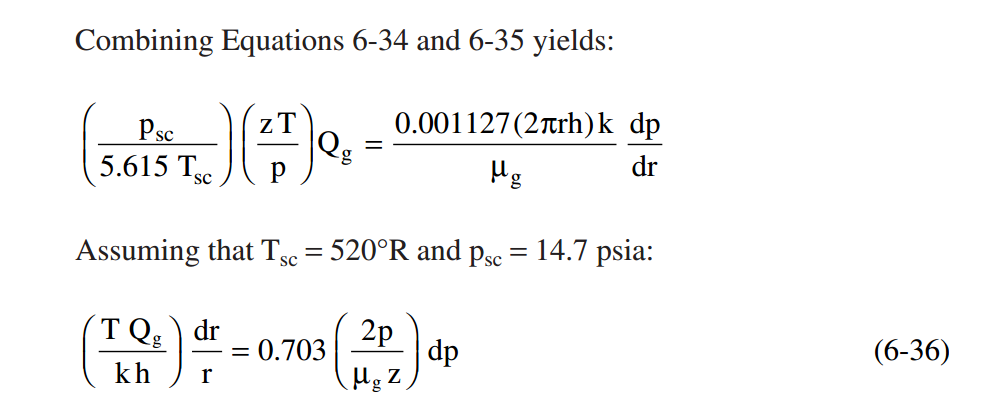 Combining Equations 6-34 and 6-35 yields:
(p_sc / 5.615 T_sc) (z T / p) Q_g = 0.001127 (2πrh) k / μ_g dp / dr
Assuming that T_sc = 520°R and p_sc = 14.7 psia:
(T Q_g / k h) dr / r = 0.703 (2p / μ_g z) dp (6-36)